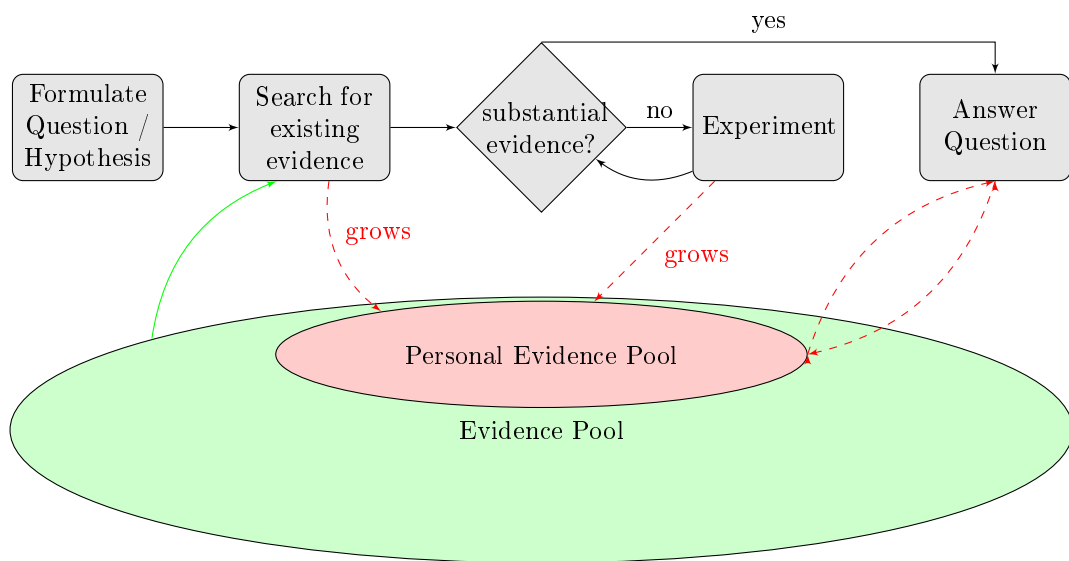 yes
Formulate
Question /
Hypothesis
Search for
existing
evidence
substantial
evidence?
no
Experiment
Answer
Question
grows
grows
Personal Evidence Pool
Evidence Pool